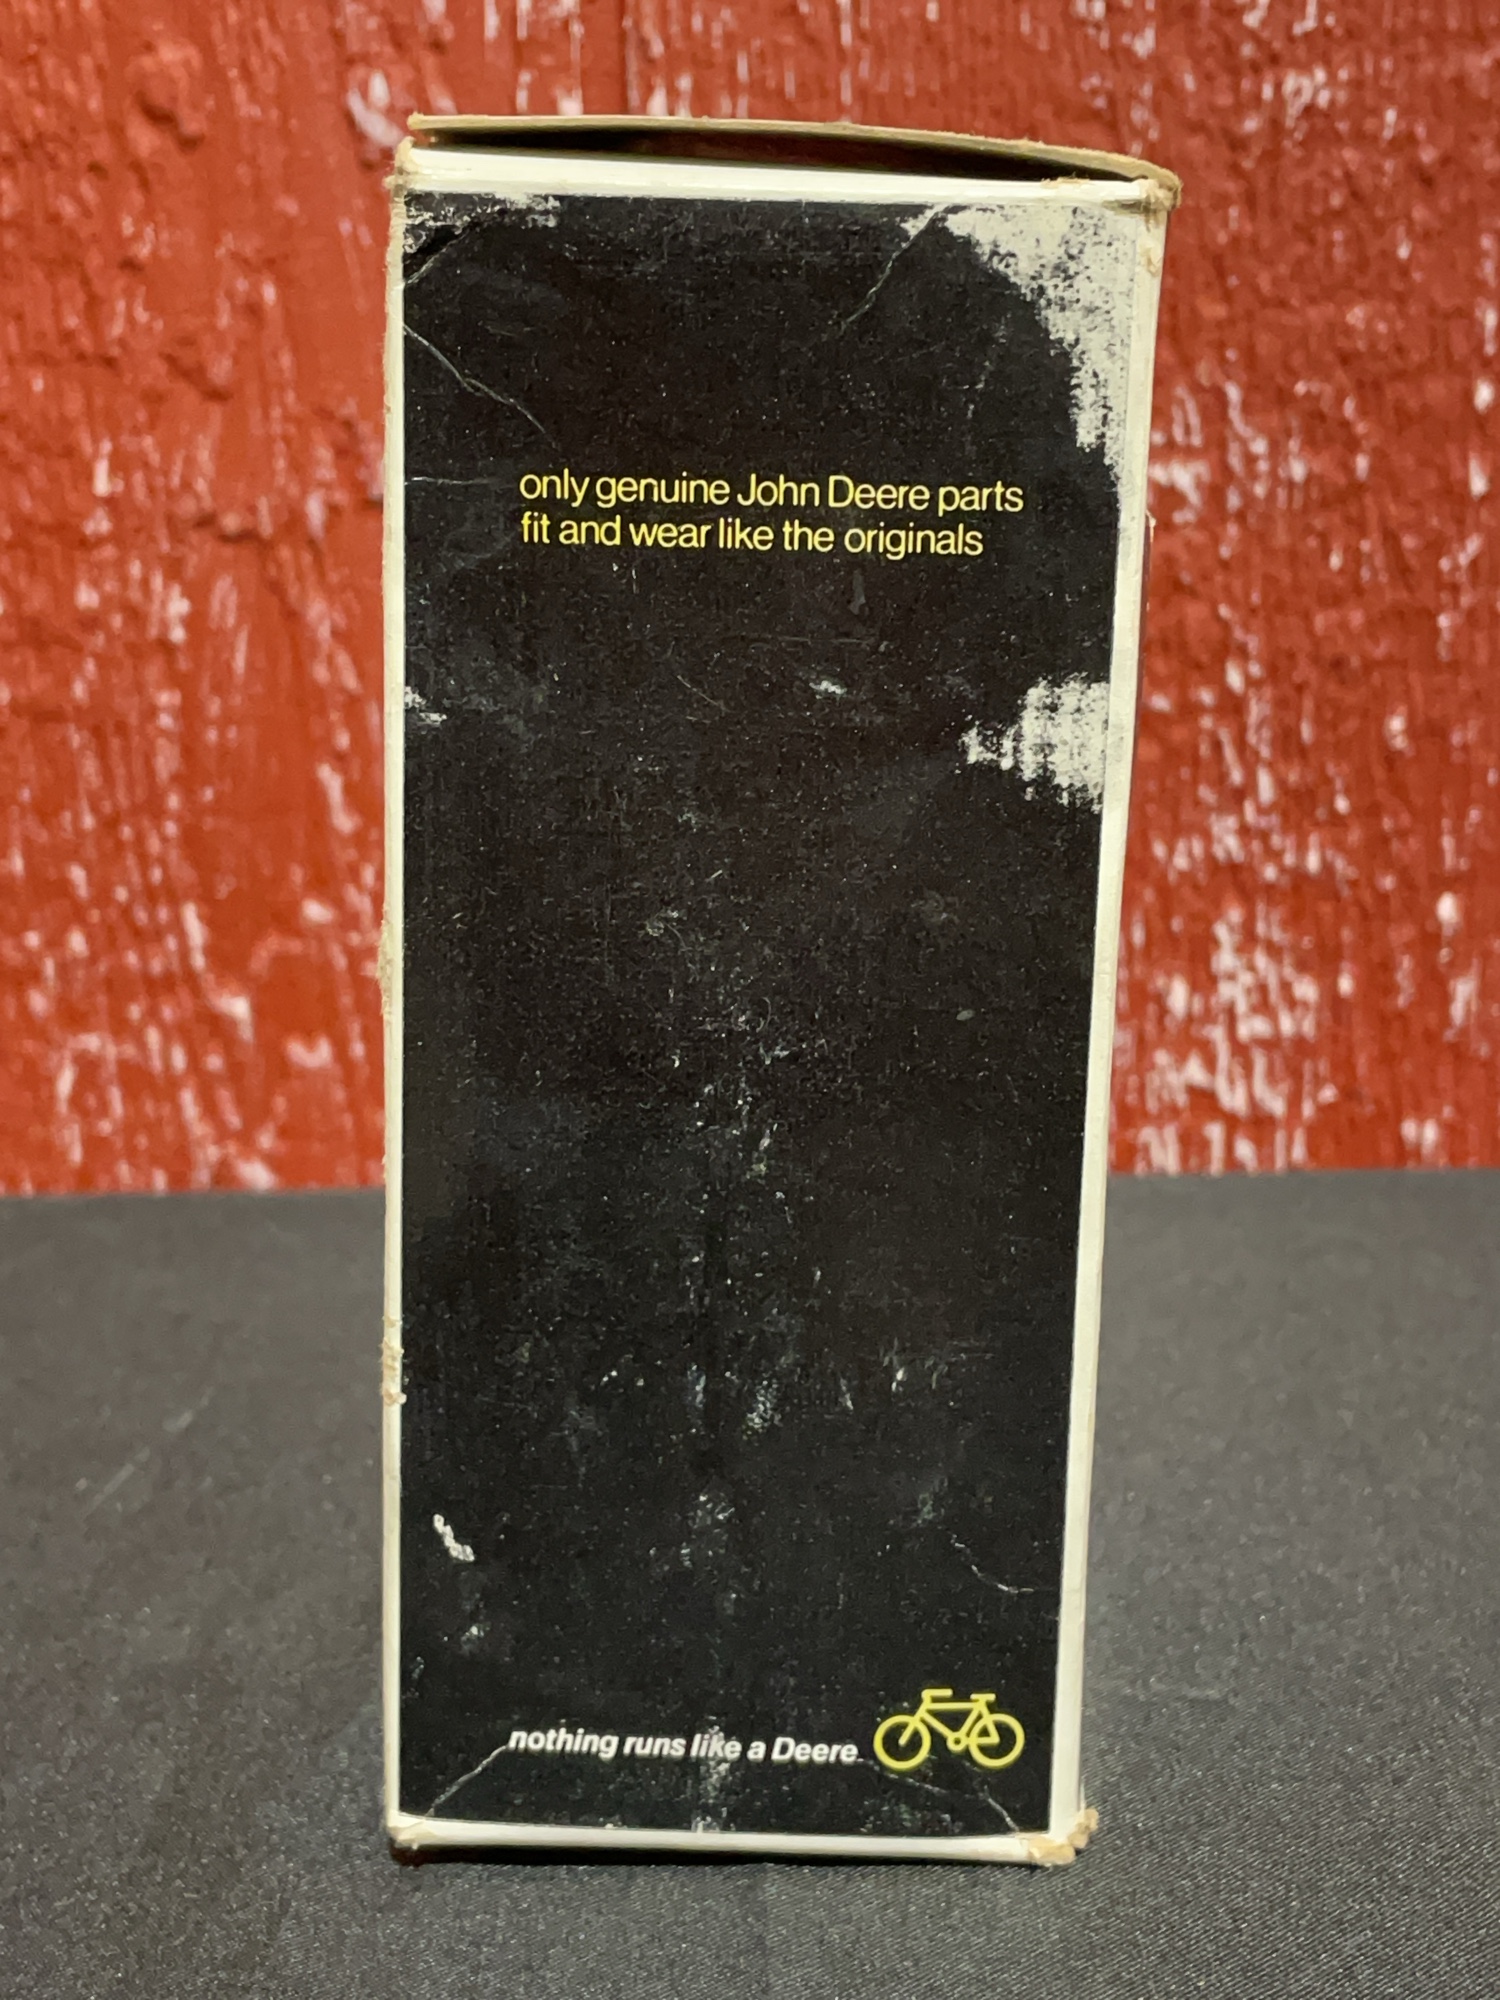 only genuine John Deere parts
fit and wear like the originals
nothing runs like a Deere